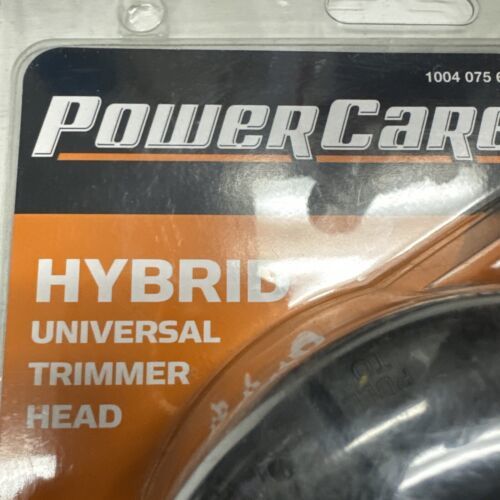 1004 075
POWERCARE
HYBRID
UNIVERSAL
TRIMMER
HEAD